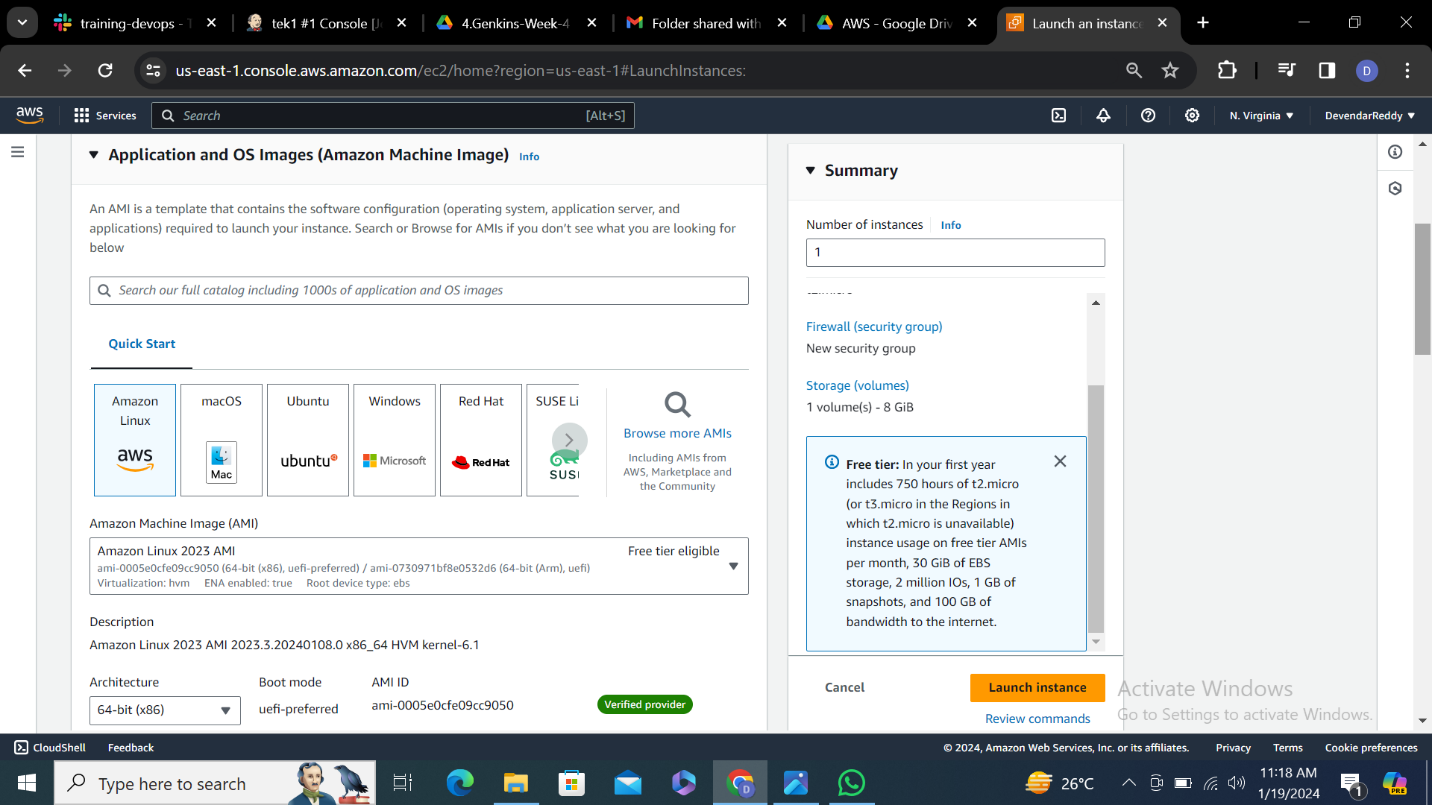 training-devops -
tek1 #1 Console [J
4.Genkins-Week-4
Folder shared with
AWS - Google Driv
Launch an instance
us-east-1.console.aws.amazon.com/ec2/home?region=us-east-1#LaunchInstances:
D
aws
Services
Search
[Alt+S]
N. Virginia
DevendarReddy
Application and OS Images (Amazon Machine Image) Info
An AMI is a template that contains the software configuration (operating system, application server, and
applications) required to launch your instance. Search or Browse for AMIs if you don't see what you are looking for
below
Search our full catalog including 1000s of application and OS images
Quick Start
Amazon
Linux
aws
macOS
Mac
Ubuntu
ubuntu
Windows
Microsoft
Red Hat
Red Hat
SUSE Li
SUS
Browse more AMIs
Including AMIs from
AWS, Marketplace and
the Community
Amazon Machine Image (AMI)
Amazon Linux 2023 AMI
Free tier eligible
ami-0005e0cfe09cc9050 (64-bit (x86), uefi-preferred) / ami-0730971bf8e0532d6 (64-bit (Arm), uefi)
Virtualization: hvm ENA enabled: true Root device type: ebs
Description
Amazon Linux 2023 AMI 2023.3.20240108.0 x86_64 HVM kernel-6.1
Architecture
64-bit (x86)
Boot mode
uefi-preferred
AMI ID
ami-0005e0cfe09cc9050
Verified provider
Summary
Number of instances Info
1
Firewall (security group)
New security group
Storage (volumes)
1 volume(s) - 8 GiB
Free tier: In your first year
includes 750 hours of t2.micro
(or t3.micro in the Regions in
which t2.micro is unavailable)
instance usage on free tier AMIs
per month, 30 GiB of EBS
storage, 2 million IOs, 1 GB of
snapshots, and 100 GB of
bandwidth to the internet.
Cancel
Launch instance
Review commands
Activate Windows
Go to Settings to activate Windows.
CloudShell
Feedback
© 2024, Amazon Web Services, Inc. or its affiliates.
Privacy
Terms
Cookie preferences
Type here to search
D
26°C
11:18 AM
1/19/2024
1
PRE